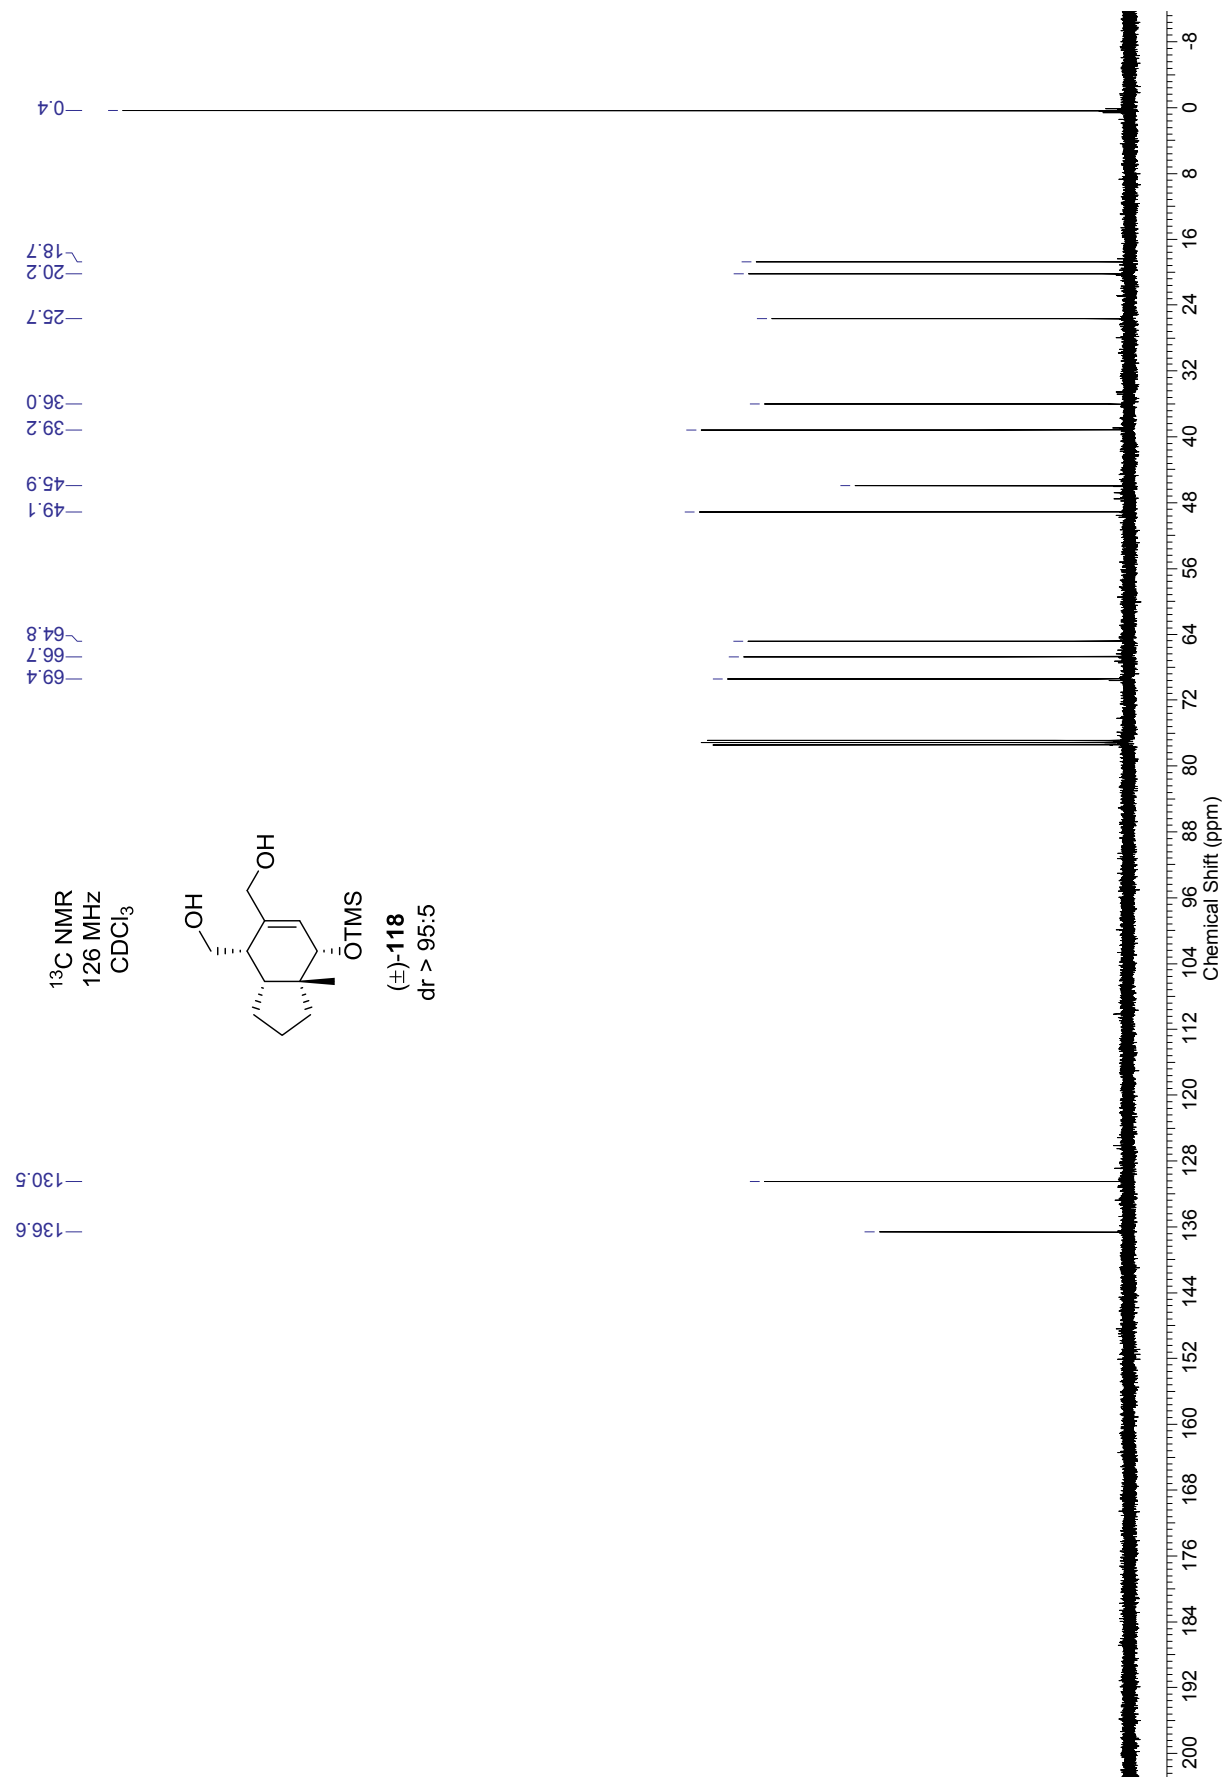 ¹³C NMR
126 MHz
CDCl₃
OH
OH
OTMS
(±)-118
dr > 95:5
136.6
130.5
69.4
66.7
64.8
49.1
45.9
39.2
36.0
25.7
20.2
18.7
0.4
200 192 184 176 168 160 152 144 136 128 120 112 104 96 88 80 72 64 56 48 40 32 24 16 8 0 -8
Chemical Shift (ppm)